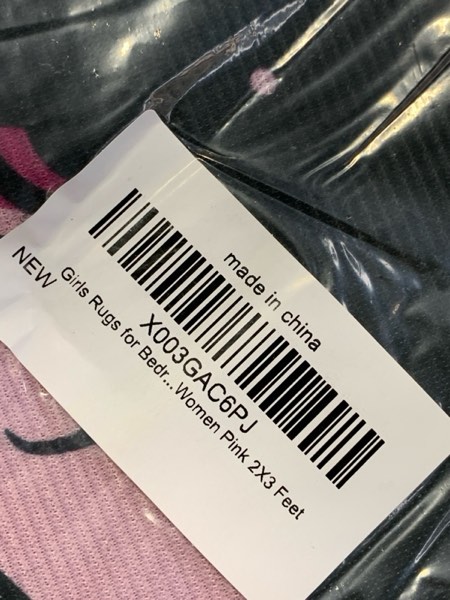 made in china
X003GAC6PJ
Girls Rugs for Bedr...Women Pink 2X3 Feet
NEW